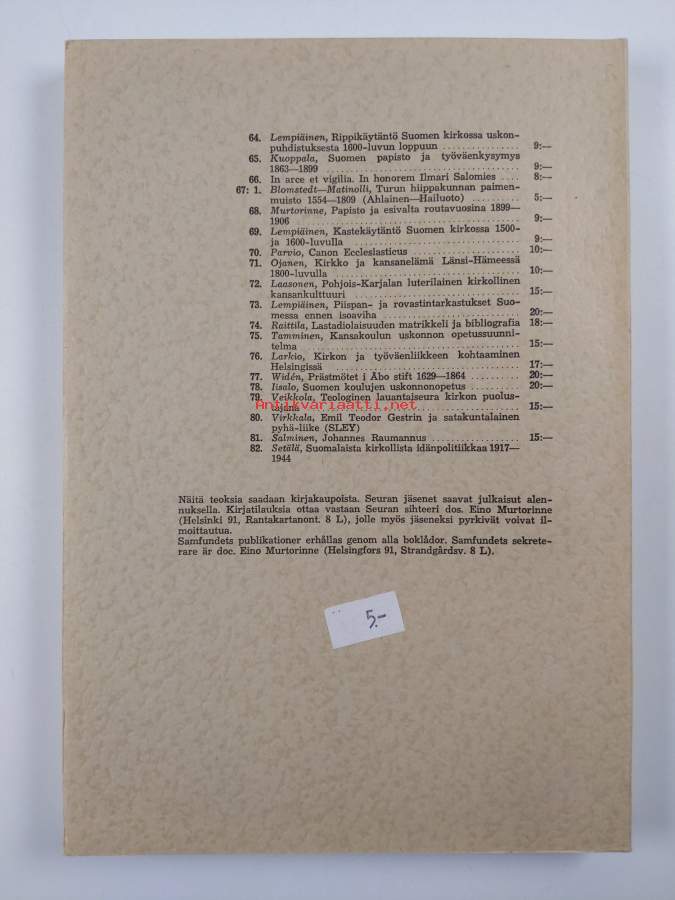 64. Lempiäinen, Rippikäytäntö Suomen kirkossa uskon-
puhdistuksesta 1600-luvun loppuun ................ 9:—
65. Kuoppala, Suomen papisto ja työväenkysymys
1863—1899 ................ 9:—
66. In arce et vigilia. In honorem Ilmari Salomies .... 8:—
67: 1. Blomstedt—Matinolli, Turun hiippakunnan paimen-
muisto 1554—1809 (Ahlainen—Hailuoto) .......... 5:—
68. Murtorinne, Papisto ja esivalta routavuosina 1899—
1906 ................ 9:—
69. Lempiäinen, Kastekäytäntö Suomen kirkossa 1500-
ja 1600-luvulla ................ 9:—
70. Parvio, Canon Ecclesiasticus ................ 10:—
71. Ojanen, Kirkko ja kansanelämä Länsi-Hämeessä
1800-luvulla ................ 10:—
72. Laasonen, Pohjois-Karjalan luterilainen kirkollinen
kansankulttuuri ................ 15:—
73. Lempiäinen, Piispan- ja rovastintarkastukset Suo-
messa ennen isoaviha ................ 20:—
74. Raittila, Lastadiolaisuuden matrikkeli ja bibliografia 18:—
75. Tamminen, Kansakoulun uskonnon opetussuunni-
telma ................ 15:—
76. Larkio, Kirkon ja työväenliikkeen kohtaaminen
Helsingissä ................ 17:—
77. Widén, Prästmötet i Åbo stift 1629—1864 .......... 20:—
78. Iisalo, Suomen koulujen uskonnonopetus .......... 20:—
79. Veikkola, Teologinen lauantaiseura kirkon puolus-
tajana ................ 15:—
Antikvariaatti.net
80. Virkkala, Emil Teodor Gestrin ja satakuntalainen
pyhä-liike (SLEY)
81. Salminen, Johannes Raumannus ................ 15:—
82. Setälä, Suomalaista kirkollista idänpolitiikkaa 1917—
1944
Näitä teoksia saadaan kirjakaupoista. Seuran jäsenet saavat julkaisut alen-
nuksella. Kirjatilauksia ottaa vastaan Seuran sihteeri dos. Eino Murtorinne
(Helsinki 91, Rantakartanont. 8 L), jolle myös jäseneksi pyrkivät voivat il-
moittautua.
Samfundets publikationer erhållas genom alla boklådor. Samfundets sekrete-
rare är doc. Eino Murtorinne (Helsingfors 91, Strandgårdsv. 8 L).
5.-